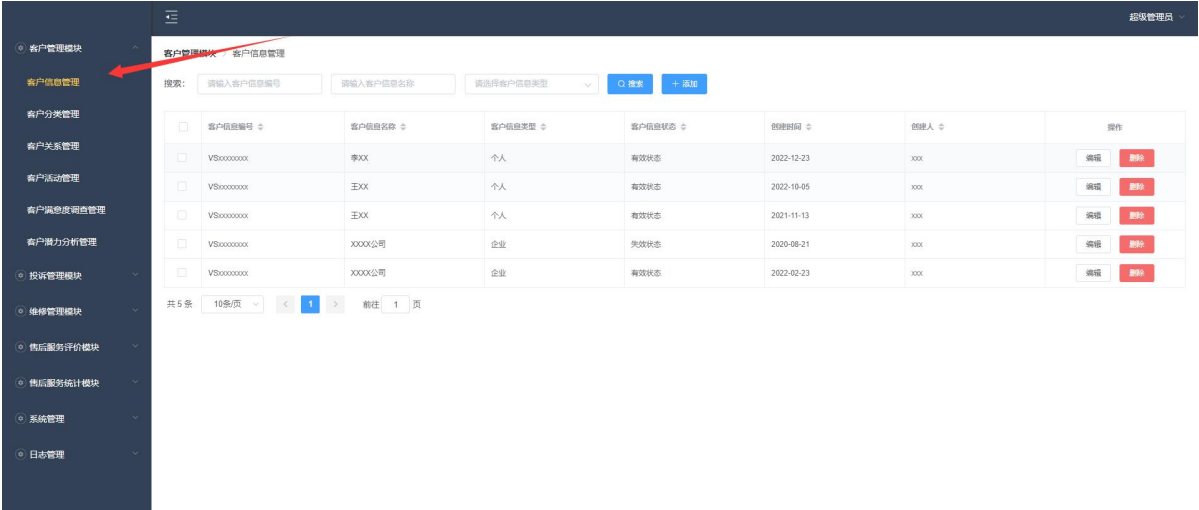 超级管理员
客户管理模块
客户信息管理
客户分类管理
客户关系管理
客户活动管理
客户满意度调查管理
客户潜力分析管理
投诉管理模块
维修管理模块
售后服务评价模块
售后服务统计模块
系统管理
日志管理
客户管理模块 / 客户信息管理
搜索: 请输入客户信息编号 请输入客户信息名称 请选择客户信息类型 搜索 + 添加
客户信息编号 客户信息名称 客户信息类型 客户信息状态 创建时间 创建人 操作
VSxxxxxxxx 李XX 个人 有效状态 2022-12-23 xxx 编辑 删除
VSxxxxxxxx 王XX 个人 有效状态 2022-10-05 xxx 编辑 删除
VSxxxxxxxx 王XX 个人 有效状态 2021-11-13 xxx 编辑 删除
VSxxxxxxxx XXXX公司 企业 失效状态 2020-08-21 xxx 编辑 删除
VSxxxxxxxx XXXX公司 企业 有效状态 2022-02-23 xxx 编辑 删除
共 5 条 10条/页 < 1 > 前往 1 页